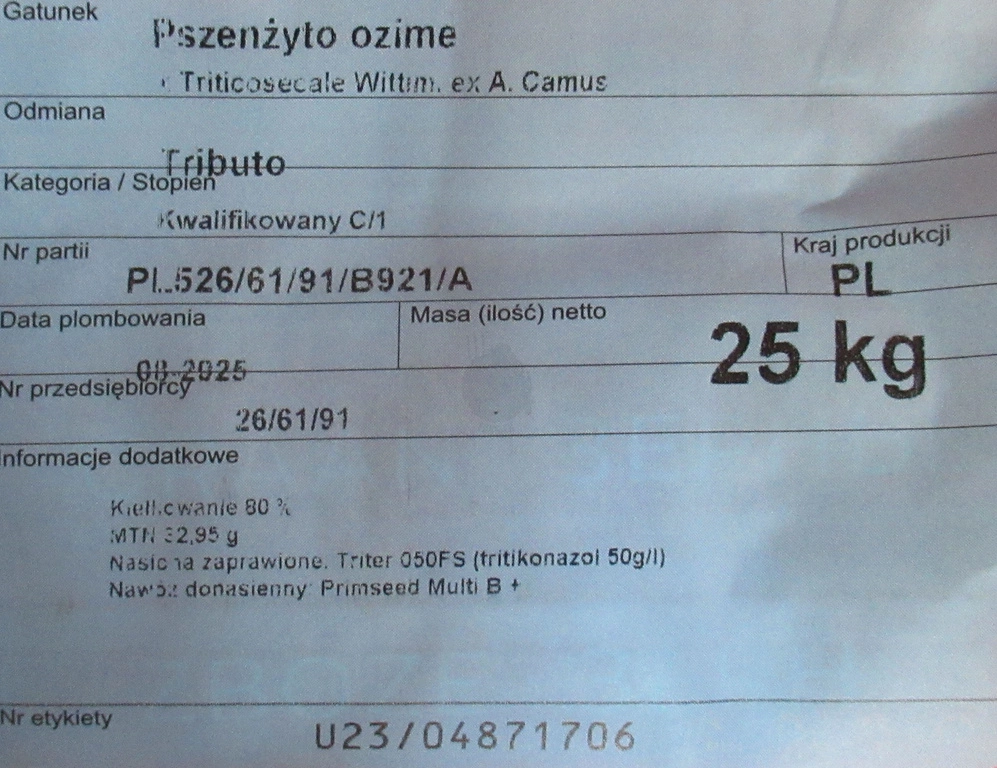 Gatunek
Pszenżyto ozime
x Triticosecale Wittm. ex A. Camus
Odmiana
Tributo
Kategoria / Stopień
Kwalifikowany C/1
Nr partii
PL526/61/91/B921/A
Kraj produkcji
PL
Data plombowania
08-2025
Masa (ilość) netto
25 kg
Nr przedsiębiorcy
26/61/91
Informacje dodatkowe
Kiełkowanie 80 %
MTN 32,95 g
Nasiona zaprawione. Triter 050FS (tritikonazol 50g/l)
Nawóz donasienny: Primseed Multi B +
Nr etykiety
U23/04871706